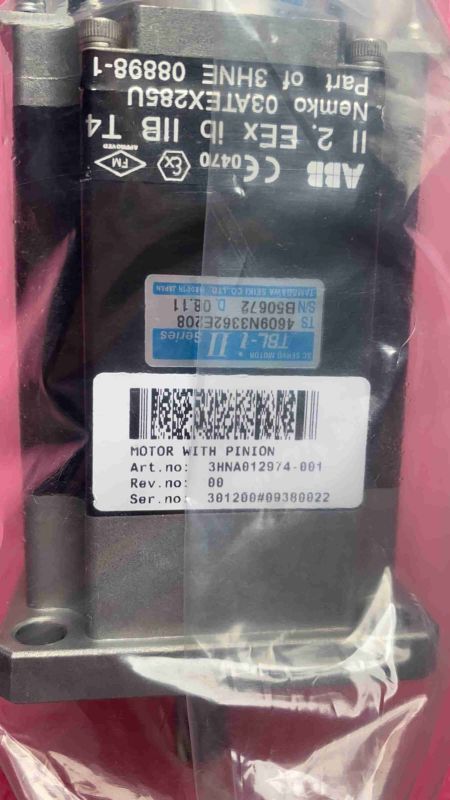 ABB CE 0470 Ex FM APPROVED
II 2. EEx ib IIB T4
Nemko 03ATEX285U
Part of 3HNE 08898-1
AC SERVO MOTOR
TBL-i II Series
TS 4609N3362E208
S.N B50672 D. 08.11
TAMAGAWA SEIKI CO., LTD. MADE IN JAPAN
MOTOR WITH PINION
Art.no: 3HNA012974-001
Rev.no: 00
Ser.no: 301200#09380022